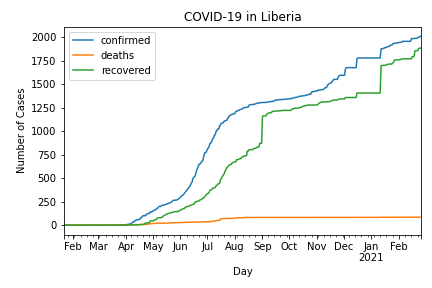 COVID-19 in Liberia
confirmed
deaths
recovered
Number of Cases
2000
1750
1500
1250
1000
750
500
250
0
Feb Mar Apr May Jun Jul Aug Sep Oct Nov Dec Jan Feb
2021
Day